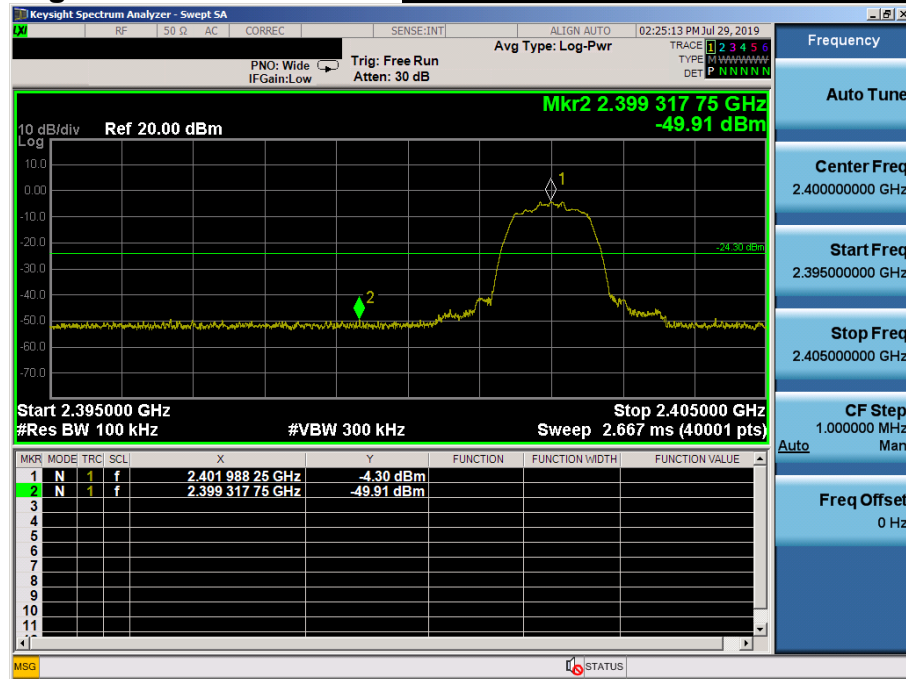 Keysight Spectrum Analyzer - Swept SA
LXI RF 50 Ω AC CORREC SENSE:INT ALIGN AUTO 02:25:13 PM Jul 29, 2019
Avg Type: Log-Pwr TRACE 1 2 3 4 5 6
PNO: Wide Trig: Free Run TYPE M WWWWW
IFGain:Low Atten: 30 dB DET P N N N N N
Mkr2 2.399 317 75 GHz
10 dB/div Ref 20.00 dBm -49.91 dBm
Log
10.0
1
0.00
-10.0
-20.0
-24.30 dBm
-30.0
-40.0
2
-50.0
-60.0
-70.0
Start 2.395000 GHz Stop 2.405000 GHz
#Res BW 100 kHz #VBW 300 kHz Sweep 2.667 ms (40001 pts)
MKR MODE TRC SCL X Y FUNCTION FUNCTION WIDTH FUNCTION VALUE
1 N 1 f 2.401 988 25 GHz -4.30 dBm
2 N 1 f 2.399 317 75 GHz -49.91 dBm
3
4
5
6
7
8
9
10
11
MSG STATUS
Frequency
Auto Tune
Center Freq
2.400000000 GHz
Start Freq
2.395000000 GHz
Stop Freq
2.405000000 GHz
CF Step
1.000000 MHz
Auto Man
Freq Offset
0 Hz